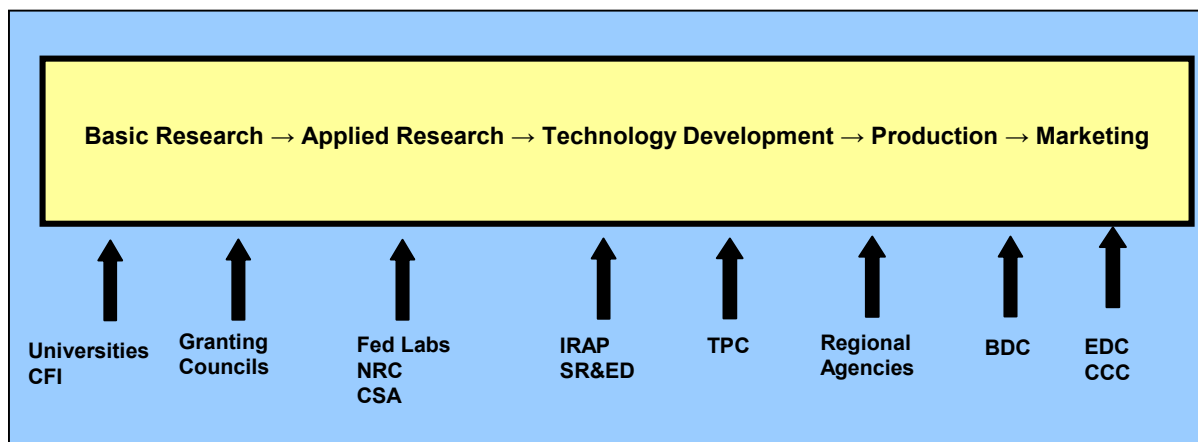 Basic Research → Applied Research → Technology Development → Production → Marketing
Universities
CFI
Granting
Councils
Fed Labs
NRC
CSA
IRAP
SR&ED
TPC
Regional
Agencies
BDC
EDC
CCC